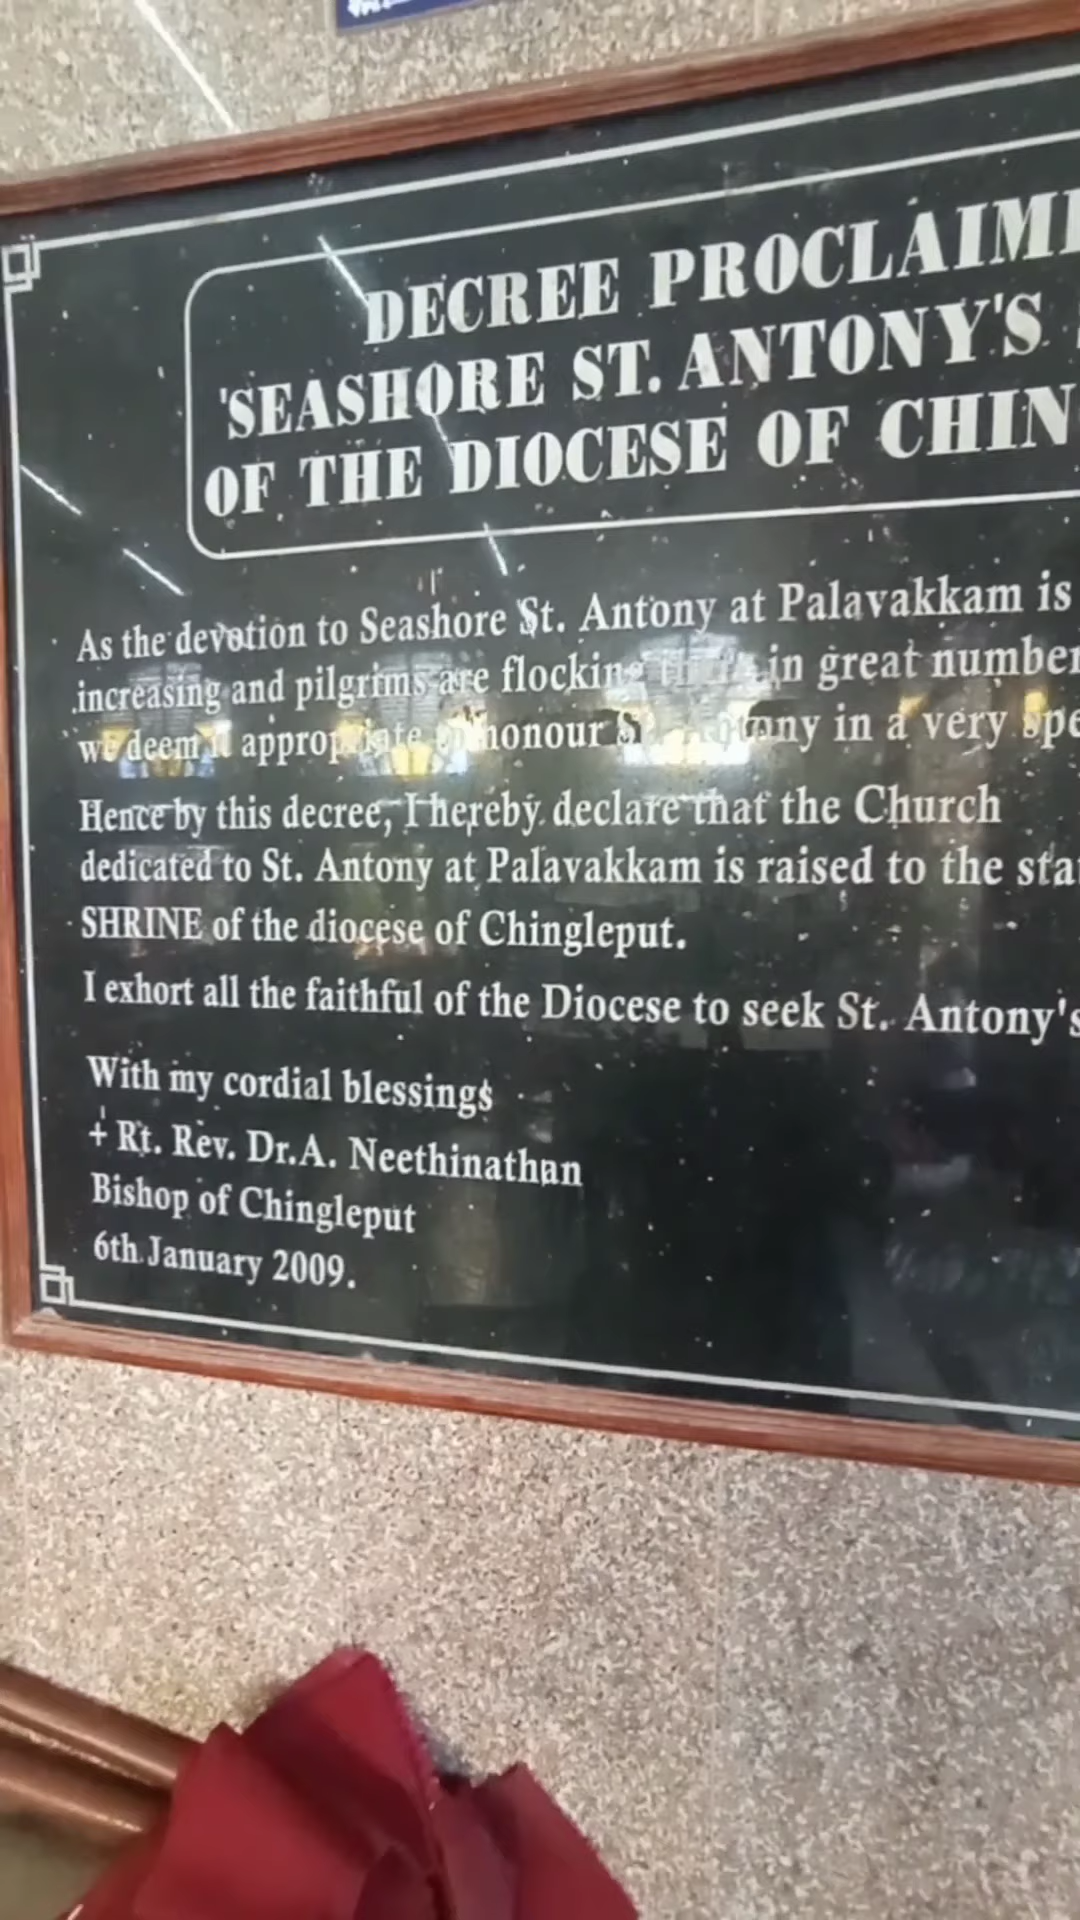 DECREE PROCLAIMI
'SEASHORE ST. ANTONY'S
OF THE DIOCESE OF CHIN
As the devotion to Seashore St. Antony at Palavakkam is
increasing and pilgrims are flocking in great number
we deem it appropriate honour in a very spe
Hence by this decree, I hereby declare that the Church
dedicated to St. Antony at Palavakkam is raised to the sta
SHRINE of the diocese of Chingleput.
I exhort all the faithful of the Diocese to seek St. Antony's
With my cordial blessings
+ Rt. Rev. Dr.A. Neethinathan
Bishop of Chingleput
6th January 2009.